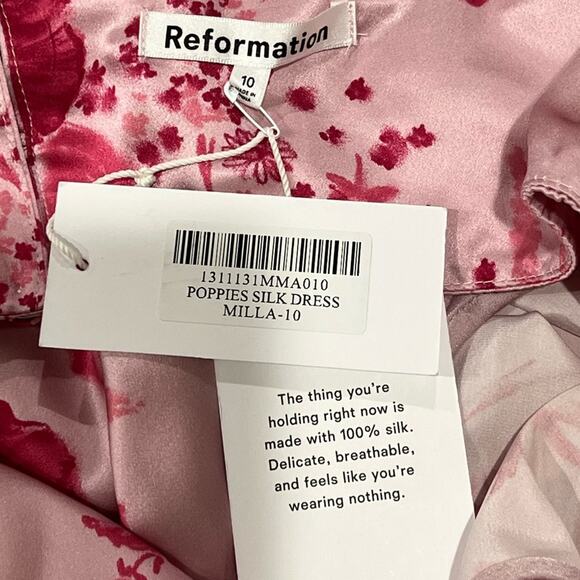 Reformation
10
MADE IN
CHINA
1311131MMA010
POPPIES SILK DRESS
MILLA-10
The thing you're
holding right now is
made with 100% silk.
Delicate, breathable,
and feels like you're
wearing nothing.